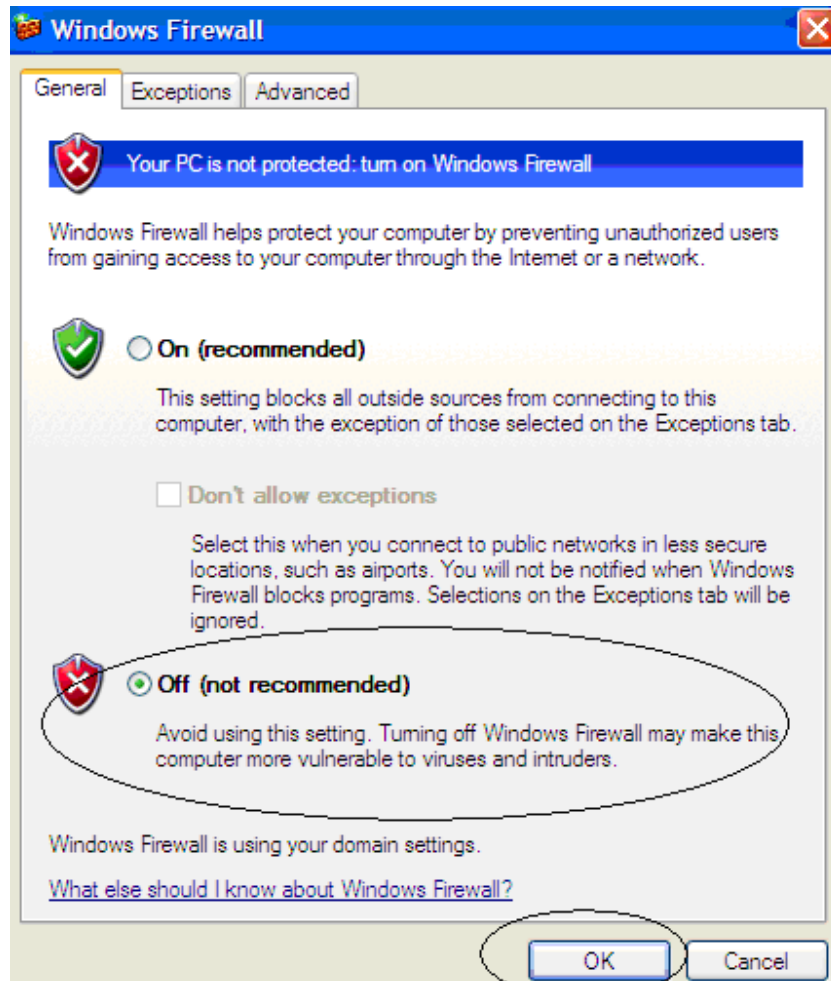 Windows Firewall
General Exceptions Advanced
Your PC is not protected: turn on Windows Firewall
Windows Firewall helps protect your computer by preventing unauthorized users
from gaining access to your computer through the Internet or a network.
On (recommended)
This setting blocks all outside sources from connecting to this
computer, with the exception of those selected on the Exceptions tab.
Don't allow exceptions
Select this when you connect to public networks in less secure
locations, such as airports. You will not be notified when Windows
Firewall blocks programs. Selections on the Exceptions tab will be
ignored.
Off (not recommended)
Avoid using this setting. Turning off Windows Firewall may make this
computer more vulnerable to viruses and intruders.
Windows Firewall is using your domain settings.
What else should I know about Windows Firewall?
OK Cancel